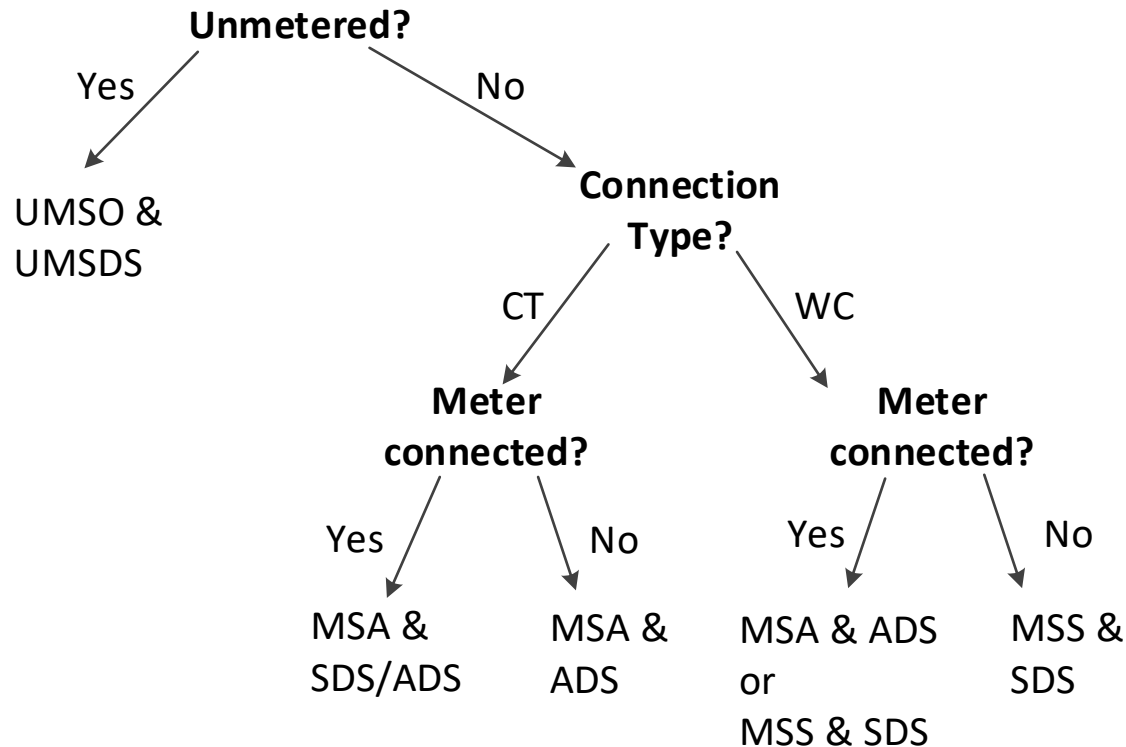 Unmetered?
Yes
No
UMSO &
UMSDS
Connection
Type?
CT
WC
Meter
connected?
Meter
connected?
Yes
No
Yes
No
MSA &
SDS/ADS
MSA &
ADS
MSA & ADS
or
MSS & SDS
MSS &
SDS